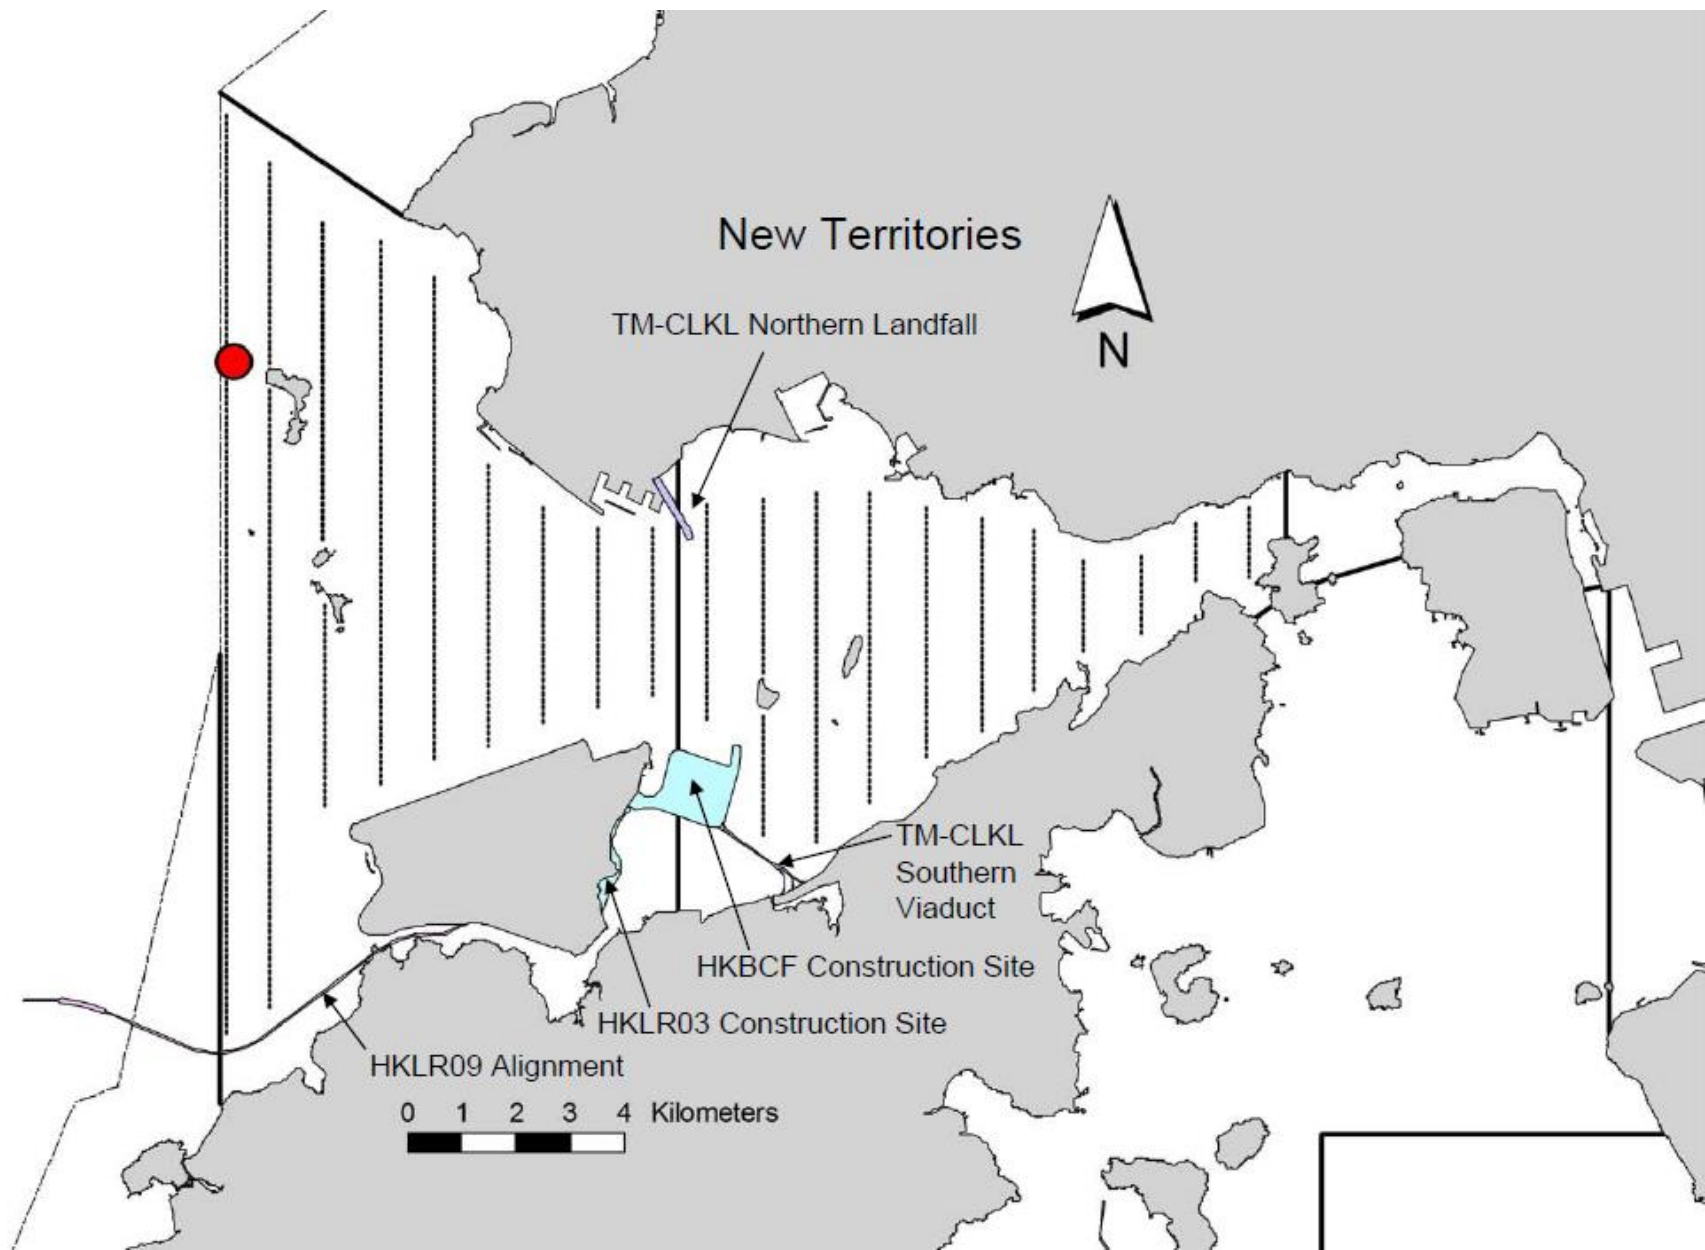 New Territories
TM-CLKL Northern Landfall
N
TM-CLKL
Southern
Viaduct
HKBCF Construction Site
HKLR03 Construction Site
HKLR09 Alignment
0 1 2 3 4 Kilometers